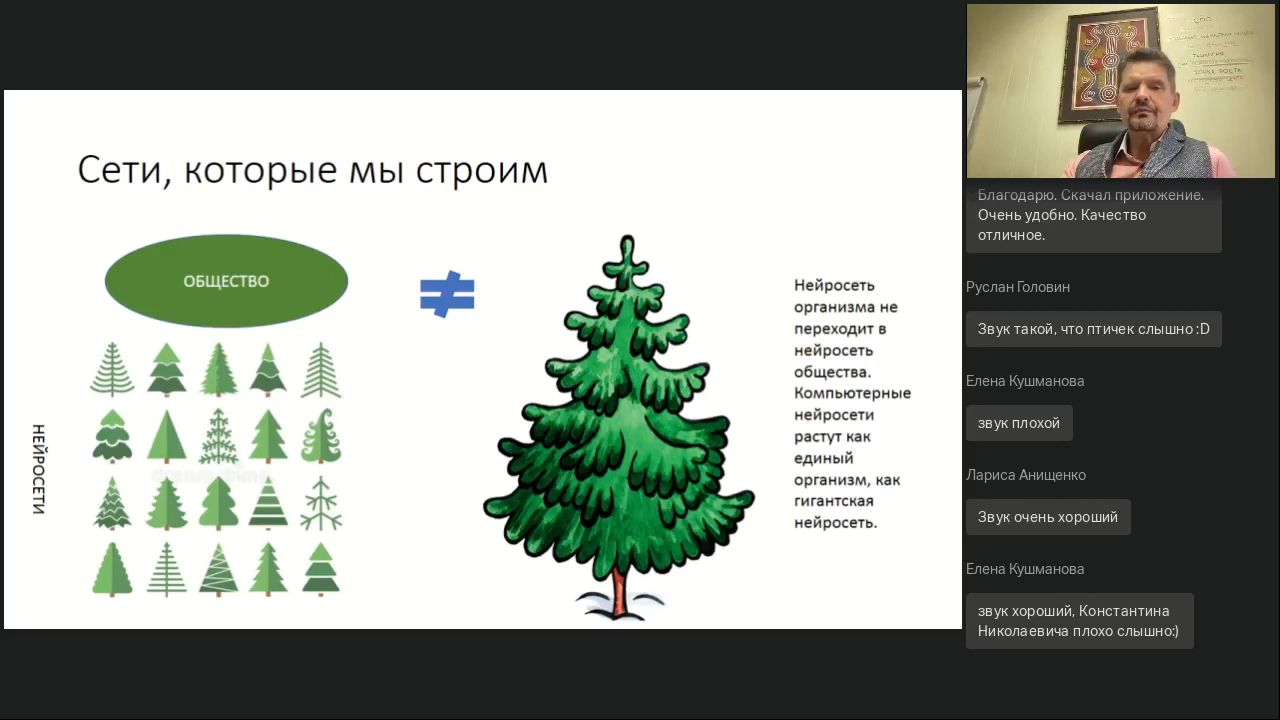 Сети, которые мы строим
ОБЩЕСТВО
НЕЙРОСЕТИ
Нейросеть
организма не
переходит в
нейросеть
общества.
Компьютерные
нейросети
растут как
единый
организм, как
гигантская
нейросеть.
ТОЧКА РОСТА
Благодарю. Скачал приложение.
Очень удобно. Качество
отличное.
Руслан Головин
Звук такой, что птичек слышно :D
Елена Кушманова
звук плохой
Лариса Анищенко
Звук очень хороший
Елена Кушманова
звук хороший, Константина
Николаевича плохо слышно:)